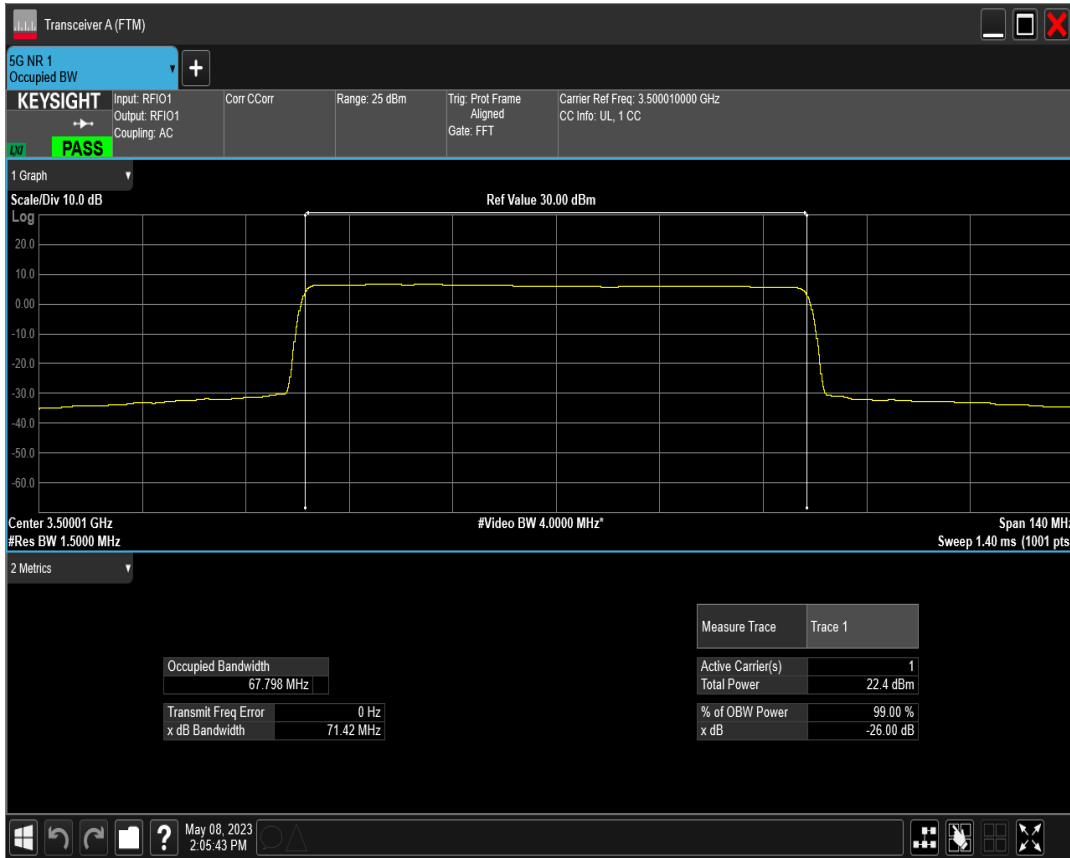 Transceiver A (FTM)
5G NR 1
Occupied BW
+
KEYSIGHT
LXI
PASS
Input: RFIO1
Output: RFIO1
Coupling: AC
Corr CCorr
Range: 25 dBm
Trig: Prot Frame
Aligned
Gate: FFT
Carrier Ref Freq: 3.500010000 GHz
CC Info: UL, 1 CC
1 Graph
Scale/Div 10.0 dB
Ref Value 30.00 dBm
Log
20.0
10.0
0.00
-10.0
-20.0
-30.0
-40.0
-50.0
-60.0
Center 3.50001 GHz
#Video BW 4.0000 MHz*
Span 140 MHz
#Res BW 1.5000 MHz
Sweep 1.40 ms (1001 pts
2 Metrics
Measure Trace Trace 1
Occupied Bandwidth
67.798 MHz
Active Carrier(s) 1
Total Power 22.4 dBm
Transmit Freq Error 0 Hz
x dB Bandwidth 71.42 MHz
% of OBW Power 99.00 %
x dB -26.00 dB
?
May 08, 2023
2:05:43 PM